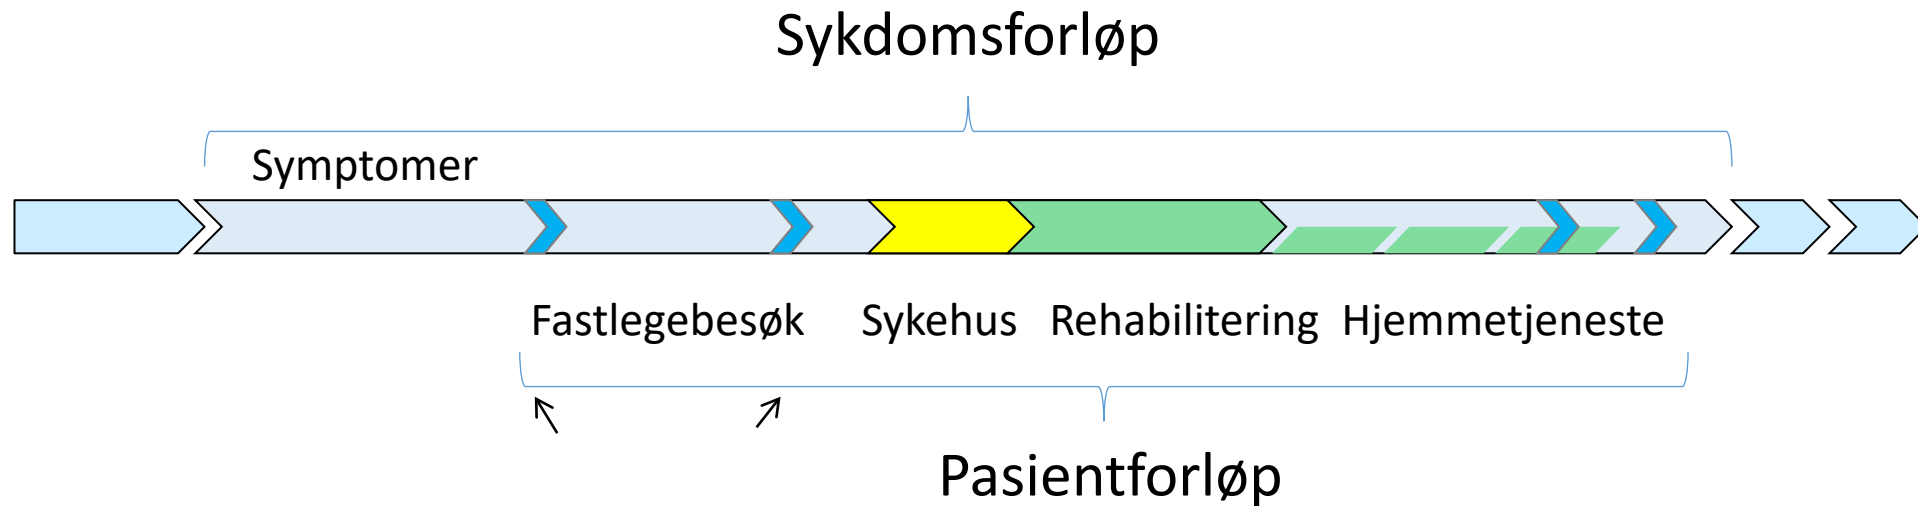 Sykdomsforløp
Symptomer
Fastlegebesøk Sykehus Rehabilitering Hjemmetjeneste
Pasientforløp